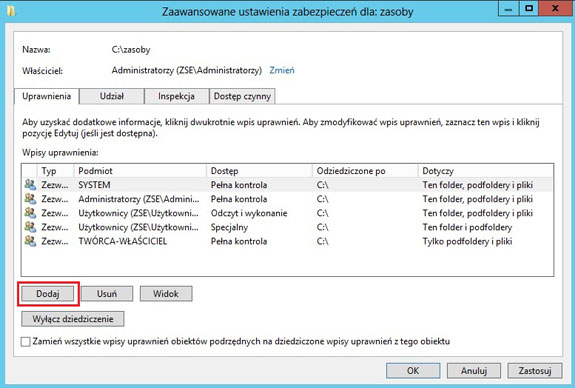 Zaawansowane ustawienia zabezpieczeń dla: zasoby
Nazwa: C:\zasoby
Właściciel: Administratorzy (ZSE\Administratorzy) Zmień
Uprawnienia Udział Inspekcja Dostęp czynny
Aby uzyskać dodatkowe informacje, kliknij dwukrotnie wpis uprawnień. Aby zmodyfikować wpis uprawnień, zaznacz ten wpis i kliknij
pozycję Edytuj (jeśli jest dostępna).
Wpisy uprawnienia:
Typ Podmiot Dostęp Odziedziczone po Dotyczy
Zezw... SYSTEM Pełna kontrola C:\ Ten folder, podfoldery i pliki
Zezw... Administratorzy (ZSE\Admini... Pełna kontrola C:\ Ten folder, podfoldery i pliki
Zezw... Użytkownicy (ZSE\Użytkowni... Odczyt i wykonanie C:\ Ten folder, podfoldery i pliki
Zezw... Użytkownicy (ZSE\Użytkowni... Specjalny C:\ Ten folder i podfoldery
Zezw... TWÓRCA-WŁAŚCICIEL Pełna kontrola C:\ Tylko podfoldery i pliki
Dodaj Usuń Widok
Wyłącz dziedziczenie
Zamień wszystkie wpisy uprawnień obiektów podrzędnych na dziedziczone wpisy uprawnień z tego obiektu
OK Anuluj Zastosuj